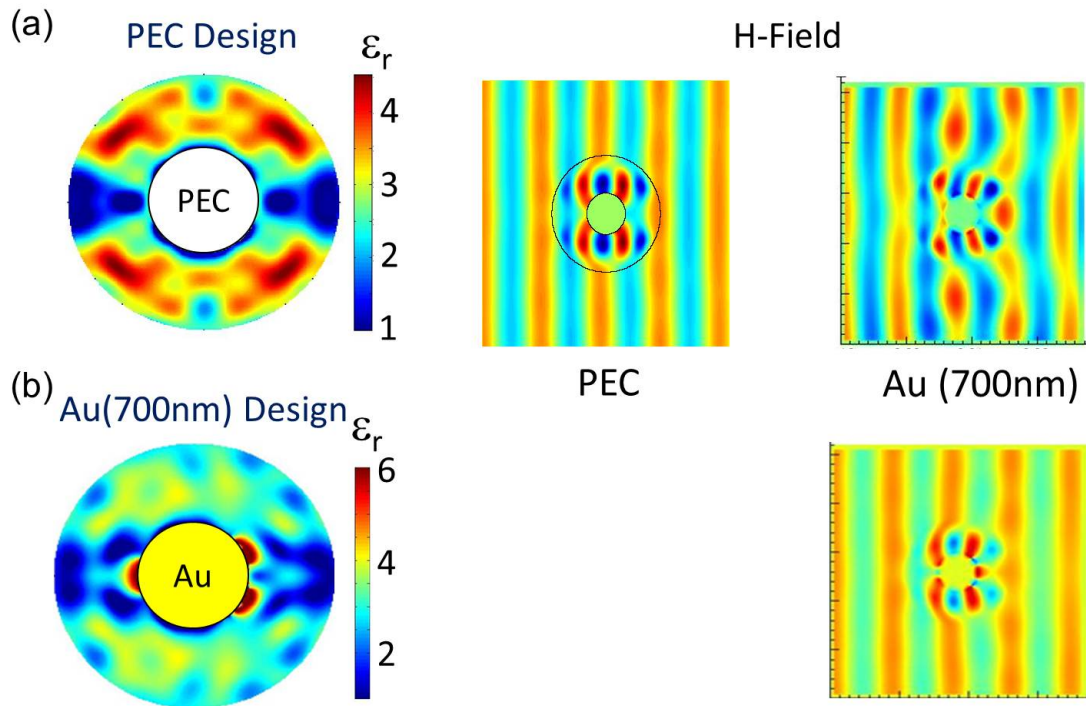 (a)
PEC Design
εr
4
3
2
1
PEC
H-Field
PEC
Au (700nm)
(b)
Au(700nm) Design
εr
6
4
2
Au